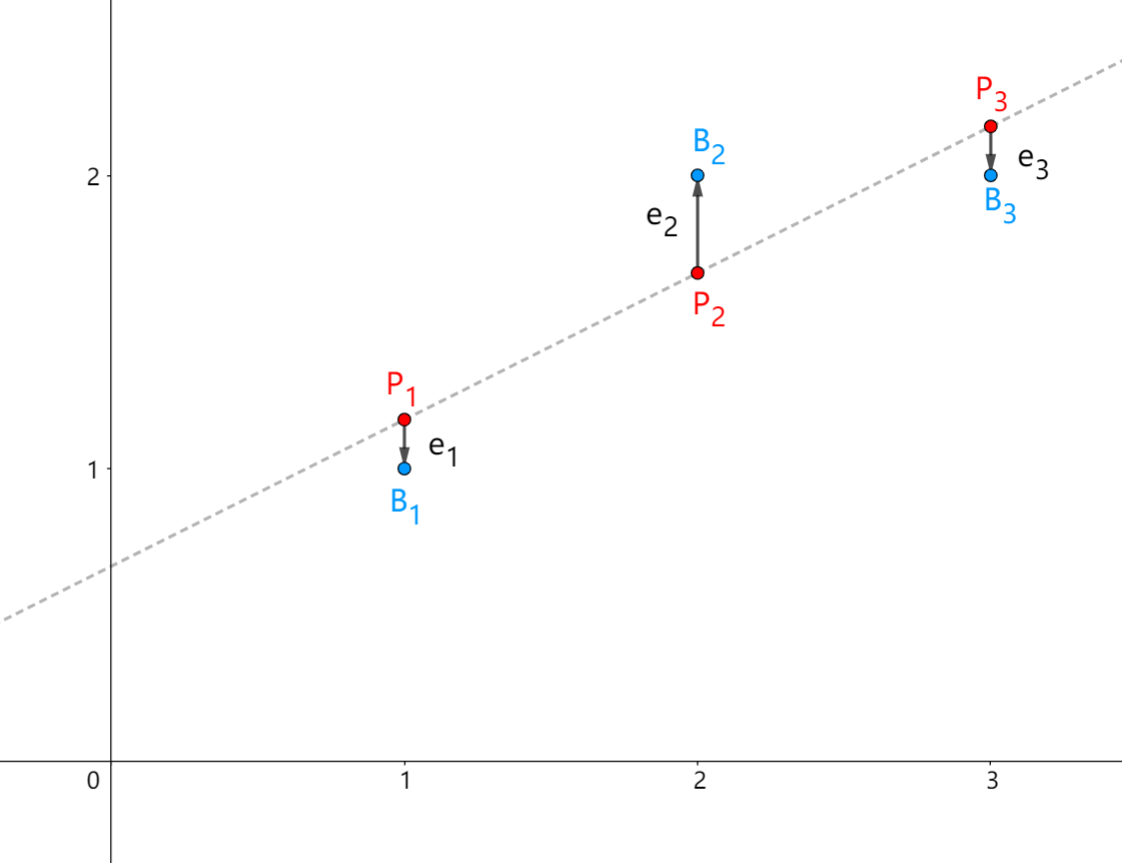 P₃
B₂
e₃
2
B₃
e₂
P₂
P₁
e₁
1
B₁
0
1
2
3